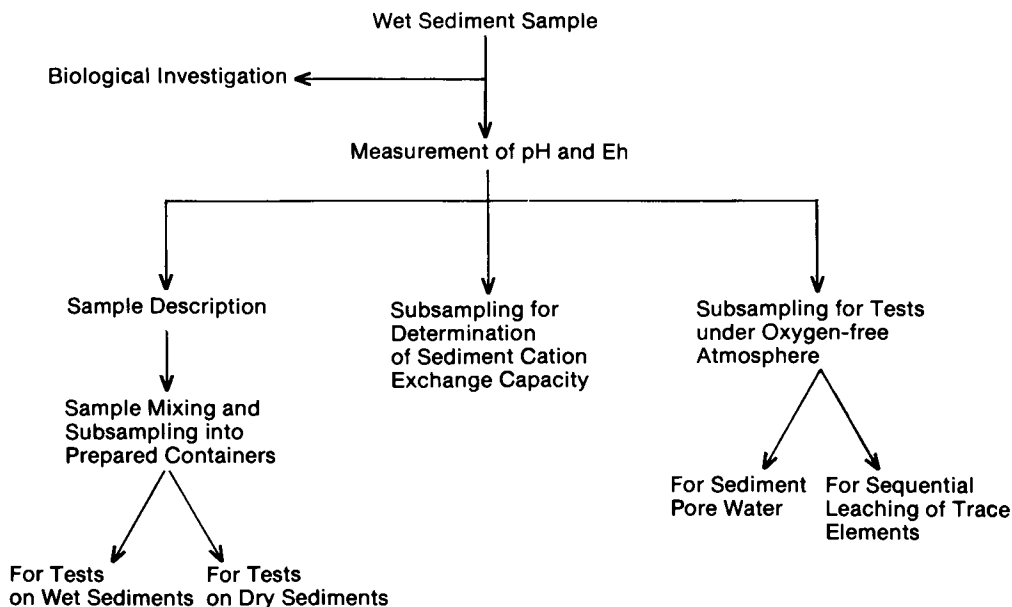 Wet Sediment Sample
Biological Investigation
Measurement of pH and Eh
Sample Description
Subsampling for
Determination
of Sediment Cation
Exchange Capacity
Subsampling for Tests
under Oxygen-free
Atmosphere
Sample Mixing and
Subsampling into
Prepared Containers
For Sediment
Pore Water
For Sequential
Leaching of Trace
Elements
For Tests
on Wet Sediments
For Tests
on Dry Sediments